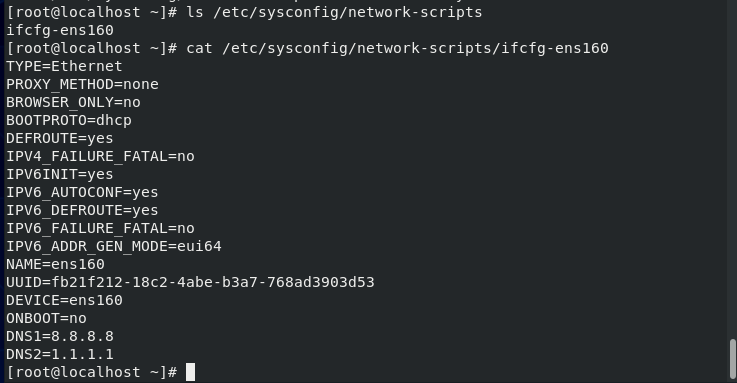 [root@localhost ~]# ls /etc/sysconfig/network-scripts
ifcfg-ens160
[root@localhost ~]# cat /etc/sysconfig/network-scripts/ifcfg-ens160
TYPE=Ethernet
PROXY_METHOD=none
BROWSER_ONLY=no
BOOTPROTO=dhcp
DEFROUTE=yes
IPV4_FAILURE_FATAL=no
IPV6INIT=yes
IPV6_AUTOCONF=yes
IPV6_DEFROUTE=yes
IPV6_FAILURE_FATAL=no
IPV6_ADDR_GEN_MODE=eui64
NAME=ens160
UUID=fb21f212-18c2-4abe-b3a7-768ad3903d53
DEVICE=ens160
ONBOOT=no
DNS1=8.8.8.8
DNS2=1.1.1.1
[root@localhost ~]#